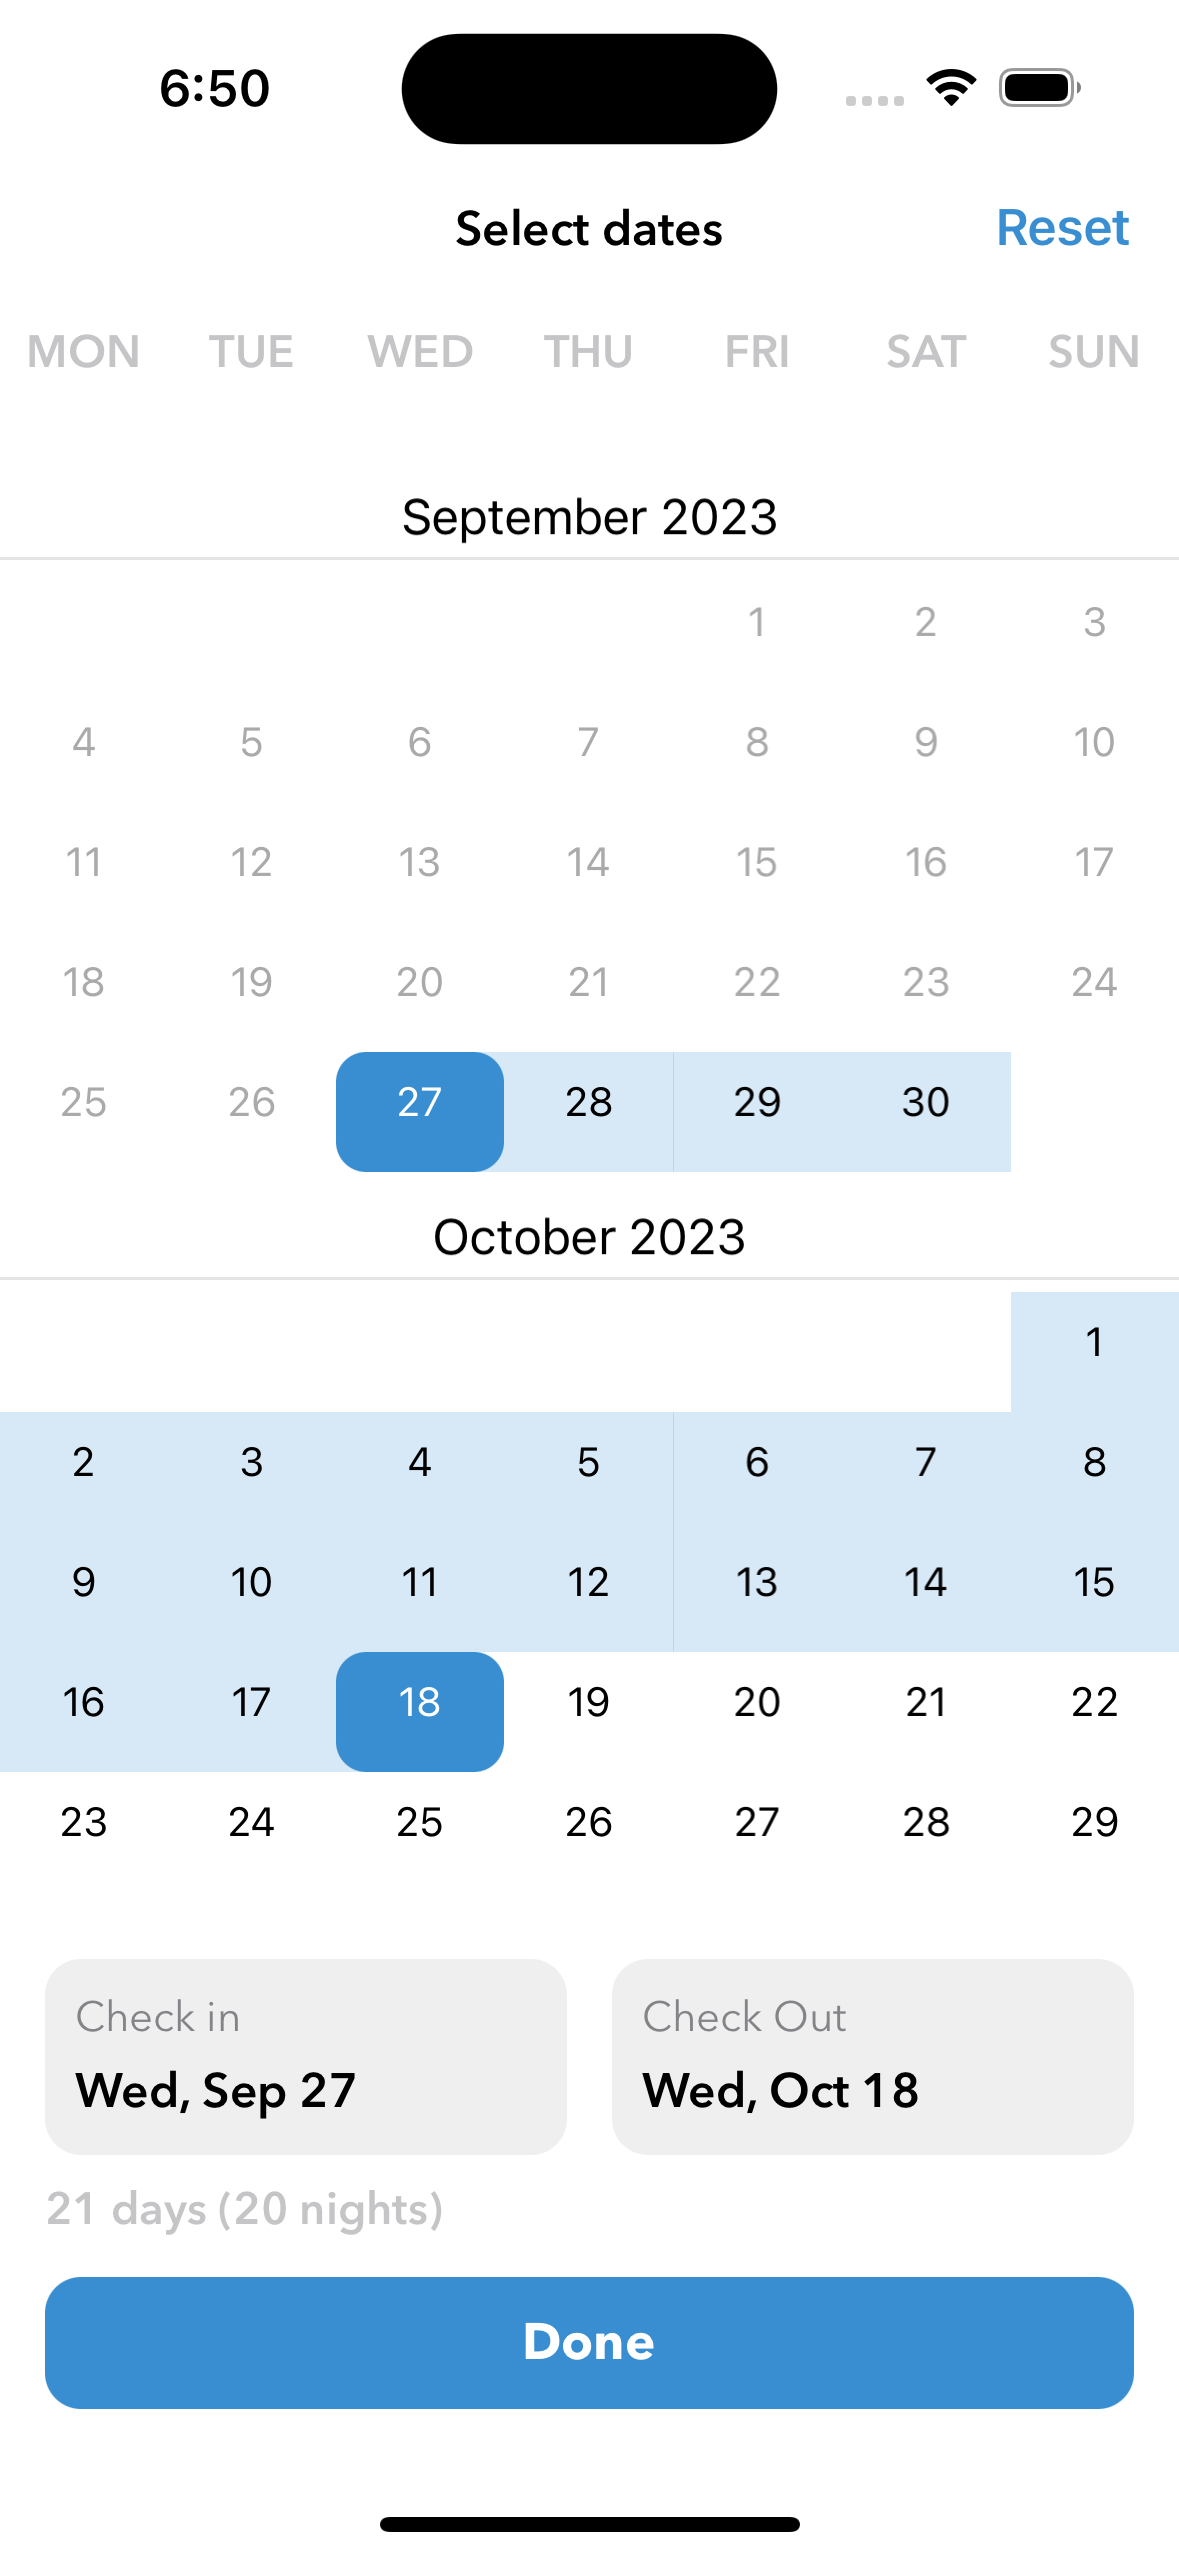 6:50
Select dates Reset
MON TUE WED THU FRI SAT SUN
September 2023
1 2 3
4 5 6 7 8 9 10
11 12 13 14 15 16 17
18 19 20 21 22 23 24
25 26 27 28 29 30
October 2023
1
2 3 4 5 6 7 8
9 10 11 12 13 14 15
16 17 18 19 20 21 22
23 24 25 26 27 28 29
Check in Check Out
Wed, Sep 27 Wed, Oct 18
21 days (20 nights)
Done